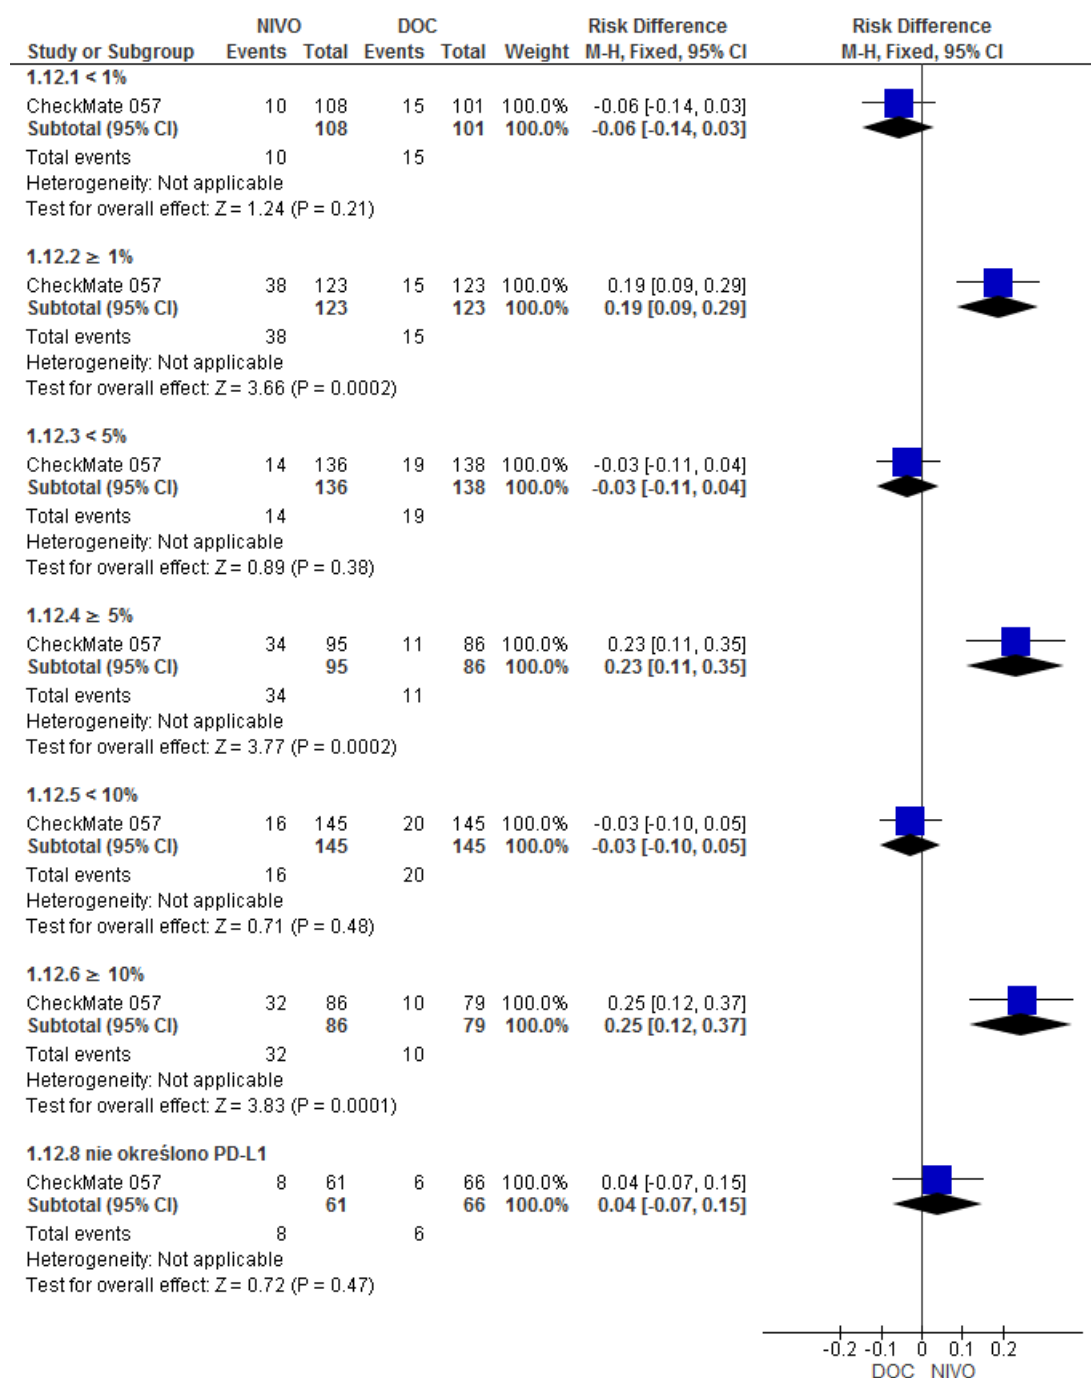 NIVO DOC Risk Difference Risk Difference
Study or Subgroup Events Total Events Total Weight M-H, Fixed, 95% CI M-H, Fixed, 95% CI
1.12.1 < 1%
CheckMate 057 10 108 15 101 100.0% -0.06 [-0.14, 0.03]
Subtotal (95% CI) 108 101 100.0% -0.06 [-0.14, 0.03]
Total events 10 15
Heterogeneity: Not applicable
Test for overall effect: Z = 1.24 (P = 0.21)
1.12.2 ≥ 1%
CheckMate 057 38 123 15 123 100.0% 0.19 [0.09, 0.29]
Subtotal (95% CI) 123 123 100.0% 0.19 [0.09, 0.29]
Total events 38 15
Heterogeneity: Not applicable
Test for overall effect: Z = 3.66 (P = 0.0002)
1.12.3 < 5%
CheckMate 057 14 136 19 138 100.0% -0.03 [-0.11, 0.04]
Subtotal (95% CI) 136 138 100.0% -0.03 [-0.11, 0.04]
Total events 14 19
Heterogeneity: Not applicable
Test for overall effect: Z = 0.89 (P = 0.38)
1.12.4 ≥ 5%
CheckMate 057 34 95 11 86 100.0% 0.23 [0.11, 0.35]
Subtotal (95% CI) 95 86 100.0% 0.23 [0.11, 0.35]
Total events 34 11
Heterogeneity: Not applicable
Test for overall effect: Z = 3.77 (P = 0.0002)
1.12.5 < 10%
CheckMate 057 16 145 20 145 100.0% -0.03 [-0.10, 0.05]
Subtotal (95% CI) 145 145 100.0% -0.03 [-0.10, 0.05]
Total events 16 20
Heterogeneity: Not applicable
Test for overall effect: Z = 0.71 (P = 0.48)
1.12.6 ≥ 10%
CheckMate 057 32 86 10 79 100.0% 0.25 [0.12, 0.37]
Subtotal (95% CI) 86 79 100.0% 0.25 [0.12, 0.37]
Total events 32 10
Heterogeneity: Not applicable
Test for overall effect: Z = 3.83 (P = 0.0001)
1.12.8 nie określono PD-L1
CheckMate 057 8 61 6 66 100.0% 0.04 [-0.07, 0.15]
Subtotal (95% CI) 61 66 100.0% 0.04 [-0.07, 0.15]
Total events 8 6
Heterogeneity: Not applicable
Test for overall effect: Z = 0.72 (P = 0.47)
-0.2 -0.1 0 0.1 0.2
DOC NIVO